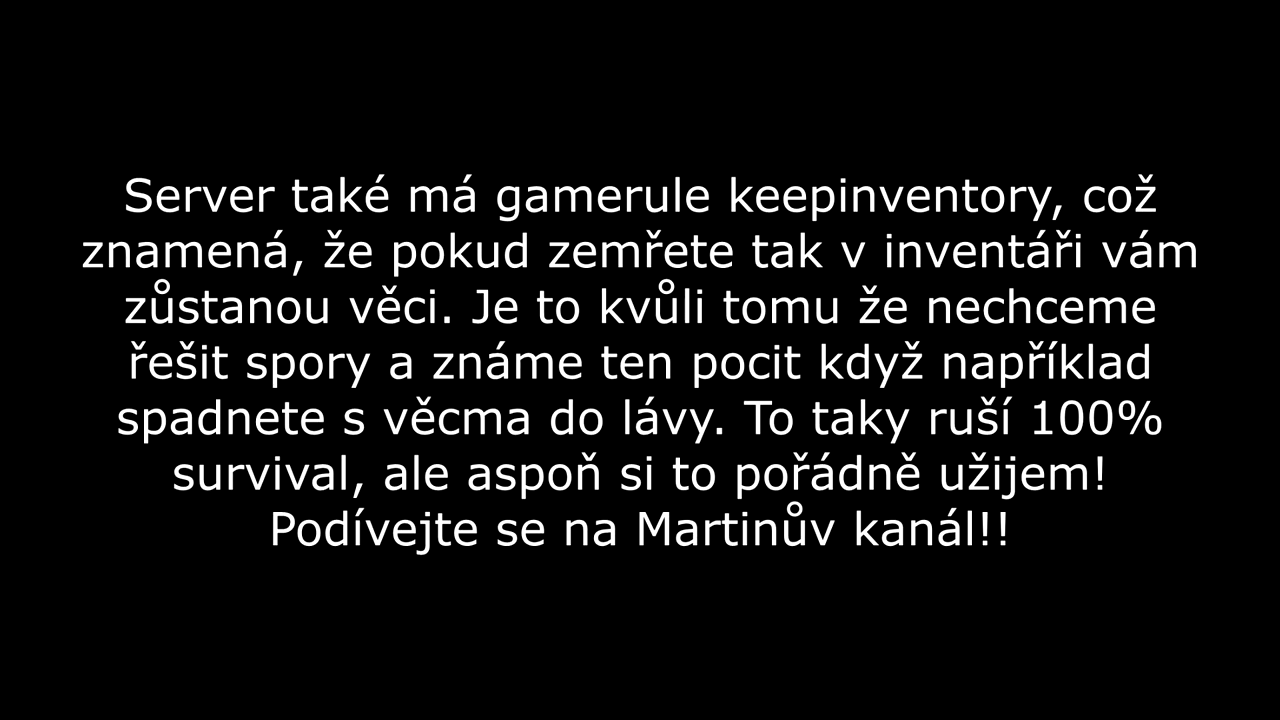 Server také má gamerule keepinventory, což
znamená, že pokud zemřete tak v inventáři vám
zůstanou věci. Je to kvůli tomu že nechceme
řešit spory a známe ten pocit když například
spadnete s věcma do lávy. To taky ruší 100%
survival, ale aspoň si to pořádně užijem!
Podívejte se na Martinův kanál!!